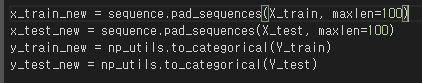 x_train_new = sequence.pad_sequences(X_train, maxlen=100)
x_test_new = sequence.pad_sequences(X_test, maxlen=100)
y_train_new = np_utils.to_categorical(Y_train)
y_test_new = np_utils.to_categorical(Y_test)